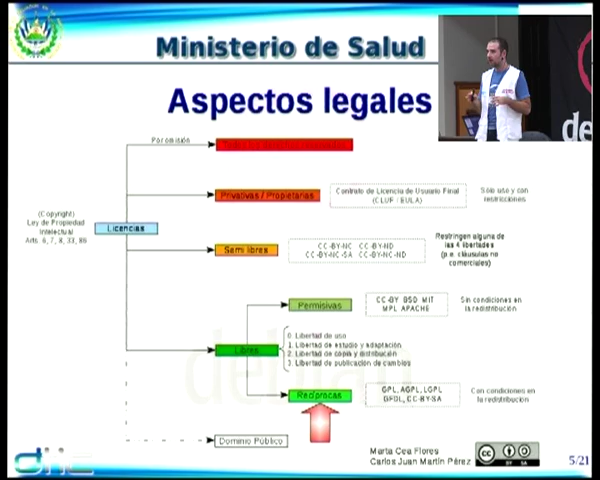 Ministerio de Salud
Aspectos legales
de
Por omisión
Privativas / Propietarias
Contrato de Licencia de Usuario Final
(CLUF / EULA)
Sólo uso y con
restricciones
(Copyright)
Ley de Propiedad
Intelectual
Arts. 6, 7, 8, 33, 86
Licencias
Semi libres
CC-BY-NC CC-BY-ND
CC-BY-NC-SA CC-BY-NC-ND
Restringen alguna de
las 4 libertades
(p.e. cláusulas no
comerciales)
Permisivas
CC-BY BSD MIT
MPL APACHE
Sin condiciones en
la redistribución
Libres
0. Libertad de uso
1. Libertad de estudio y adaptación
2. Libertad de copia y distribución
3. Libertad de publicación de cambios
debian
Recíprocas
GPL, AGPL, LGPL
GFDL, CC-BY-SA
Con condiciones en
la redistribución
Dominio Público
Marta Cea Flores
Carlos Juan Martín Pérez
cc
BY SA
5/21